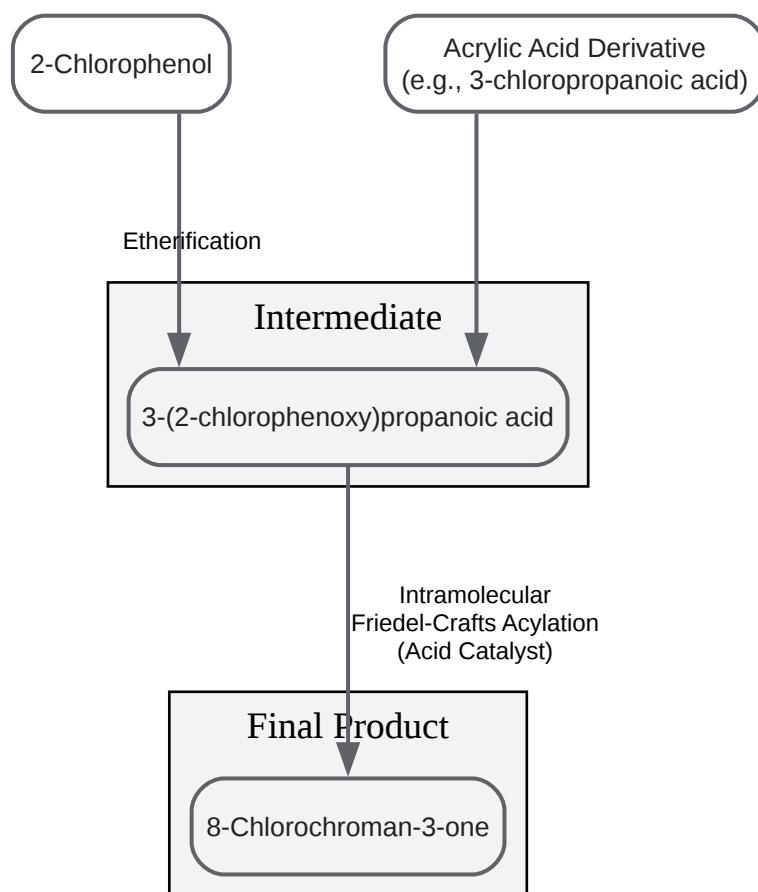 2-Chlorophenol
Acrylic Acid Derivative
(e.g., 3-chloropropanoic acid)
Etherification
Intermediate
3-(2-chlorophenoxy)propanoic acid
Intramolecular
Friedel-Crafts Acylation
(Acid Catalyst)
Final Product
8-Chlorochroman-3-one